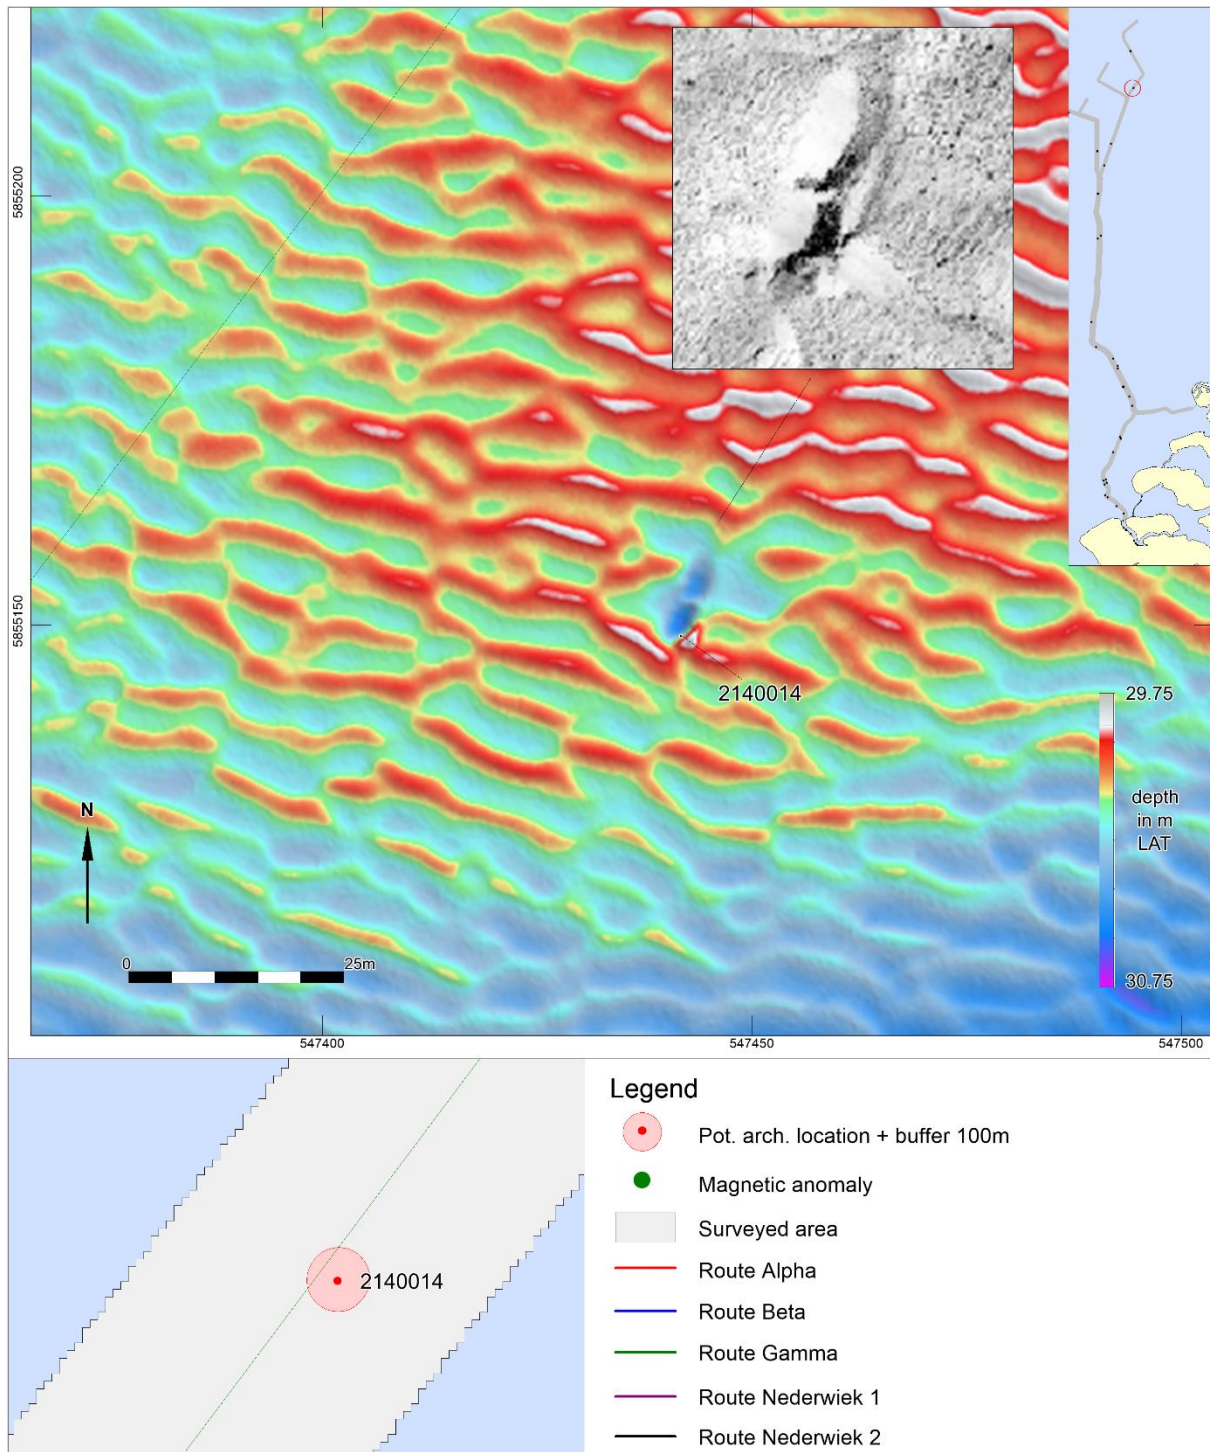 5855200
5855150
2140014
29.75
depth
in m
LAT
30.75
N
0
25m
547400
547450
547500
2140014
Legend
Pot. arch. location + buffer 100m
Magnetic anomaly
Surveyed area
Route Alpha
Route Beta
Route Gamma
Route Nederwiek 1
Route Nederwiek 2